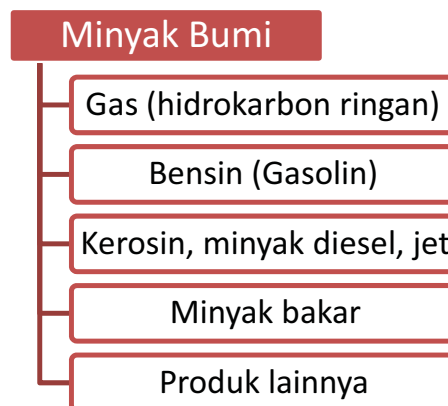 Minyak Bumi
Gas (hidrokarbon ringan)
Bensin (Gasolin)
Kerosin, minyak diesel, jet
Minyak bakar
Produk lainnya